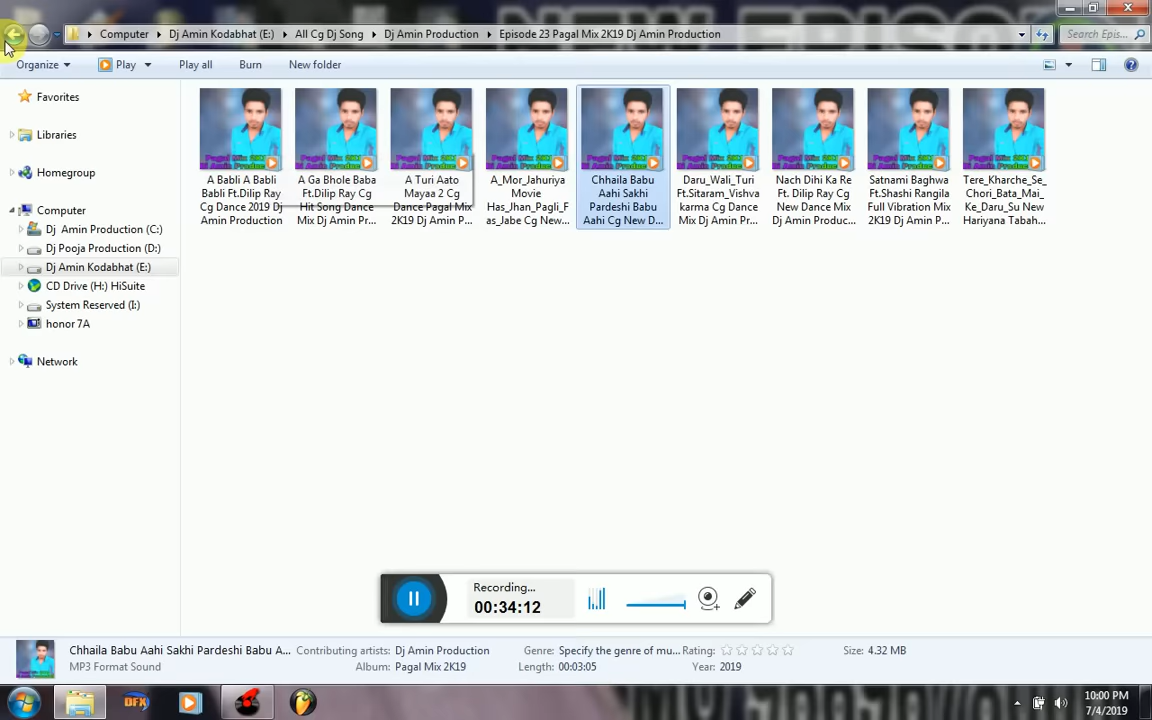 Computer Dj Amin Kodabhat (E:) All Cg Dj Song Dj Amin Production Episode 23 Pagal Mix 2K19 Dj Amin Production Search Epis...
Organize Play Play all Burn New folder
Favorites
Libraries
Homegroup
Computer
Dj Amin Production (C:)
Dj Pooja Production (D:)
Dj Amin Kodabhat (E:)
CD Drive (H:) HiSuite
System Reserved (I:)
honor 7A
Network
A Babli A Babli
Babli Ft.Dilip Ray
Cg Dance 2019 Dj
Amin Production
A Ga Bhole Baba
Ft.Dilip Ray Cg
Hit Song Dance
Mix Dj Amin Pr...
A Turi Aato
Mayaa 2 Cg
Dance Pagal Mix
2K19 Dj Amin P...
A_Mor_Jahuriya
Movie
Has_Jhan_Pagli_F
as_Jabe Cg New...
Chhaila Babu
Aahi Sakhi
Pardeshi Babu
Aahi Cg New D...
Daru_Wali_Turi
Ft.Sitaram_Vishva
karma Cg Dance
Mix Dj Amin Pr...
Nach Dihi Ka Re
Ft. Dilip Ray Cg
New Dance Mix
Dj Amin Produc...
Satnami Baghwa
Ft.Shashi Rangila
Full Vibration Mix
2K19 Dj Amin P...
Tere_Kharche_Se_
Chori_Bata_Mai_
Ke_Daru_Su New
Hariyana Tabah...
Recording...
00:34:12
Chhaila Babu Aahi Sakhi Pardeshi Babu A... Contributing artists: Dj Amin Production Genre: Specify the genre of mu... Rating: Size: 4.32 MB
MP3 Format Sound Album: Pagal Mix 2K19 Length: 00:03:05 Year: 2019
DFX
10:00 PM
7/4/2019